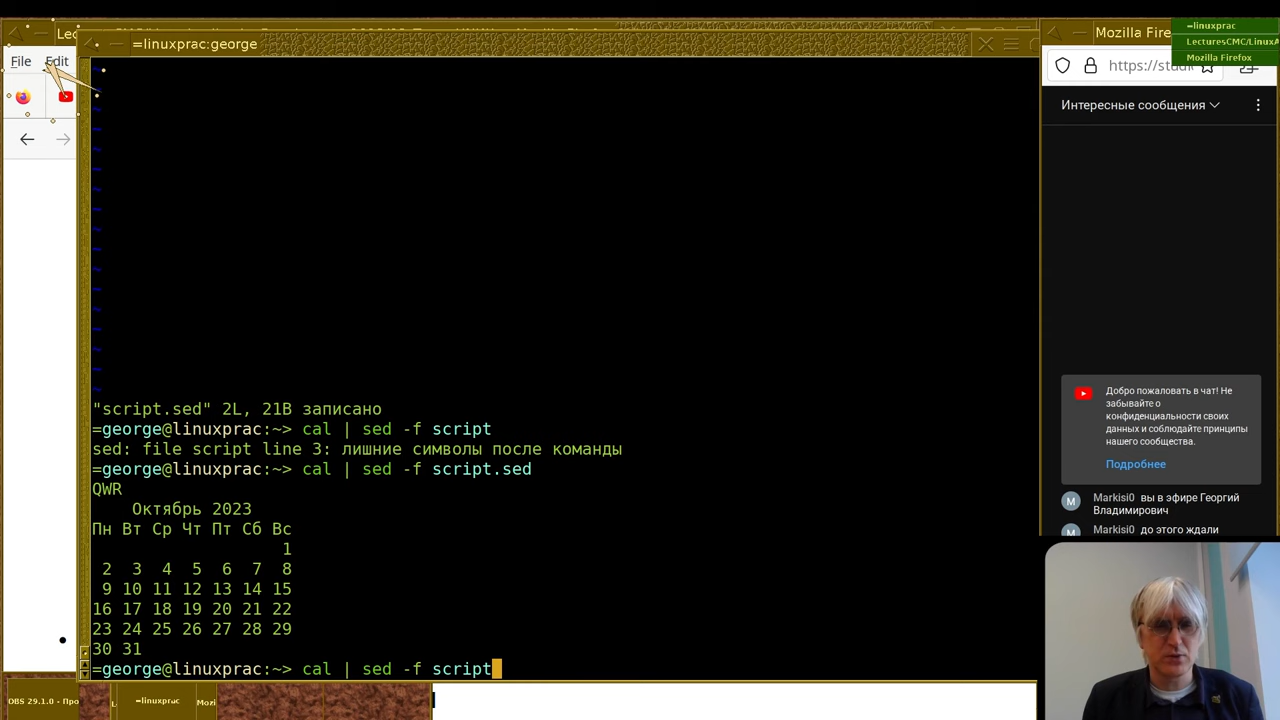 =linuxprac:george
File Edit
"script.sed" 2L, 21B записано
=george@linuxprac:~> cal | sed -f script
sed: file script line 3: лишние символы после команды
=george@linuxprac:~> cal | sed -f script.sed
QWR
    Октябрь 2023
Пн Вт Ср Чт Пт Сб Вс
                   1
 2  3  4  5  6  7  8
 9 10 11 12 13 14 15
16 17 18 19 20 21 22
23 24 25 26 27 28 29
30 31
=george@linuxprac:~> cal | sed -f script
DBS 29.1.0 - Про
=linuxprac
Mozi
Mozilla Fire
=linuxprac
LecturesCMC/Linux
Mozilla Firefox
Интересные сообщения
Добро пожаловать в чат! Не
забывайте о
конфиденциальности своих
данных и соблюдайте принципы
нашего сообщества.
Подробнее
M
Markisi0 вы в эфире Георгий
Владимирович
M
Markisi0 до этого ждали